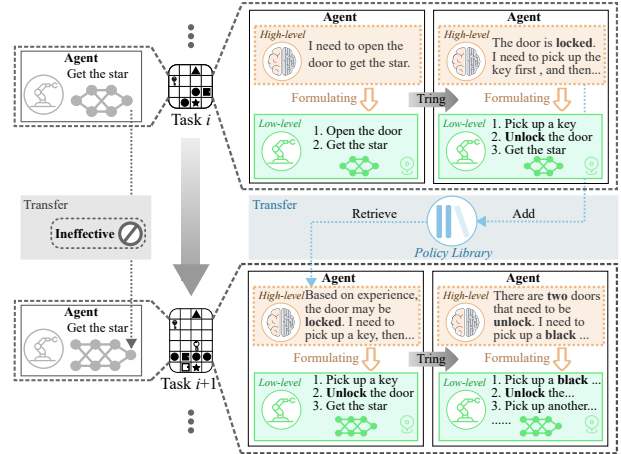 Agent
Get the star
Task i
Agent
High-level
I need to open the
door to get the star.
Formulating
Low-level
1. Open the door
2. Get the star
Tring
Agent
High-level
The door is locked.
I need to pick up the
key first , and then...
Formulating
Low-level
1. Pick up a key
2. Unlock the door
3. Get the star
Transfer
Ineffective
Transfer
Retrieve
Add
Policy Library
Agent
Get the star
Task i+1
Agent
High-level
Based on experience,
the door may be
locked. I need to
pick up a key, then...
Formulating
Low-level
1. Pick up a key
2. Unlock the door
3. Get the star
Tring
Agent
High-level
There are two doors
that need to be
unlock. I need to
pick up a black ...
Formulating
Low-level
1. Pick up a black ...
2. Unlock the...
3. Pick up another...
......